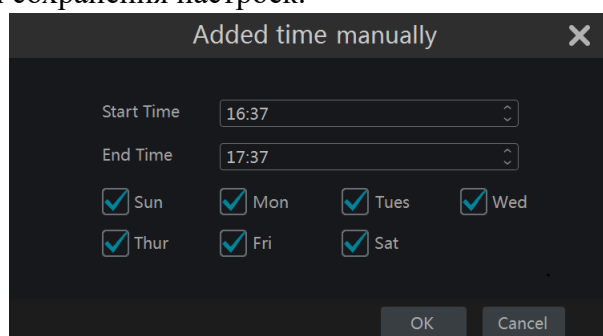 сохранения настроек.
Added time manually
Start Time 16:37
End Time 17:37
Sun Mon Tues Wed
Thur Fri Sat
OK Cancel